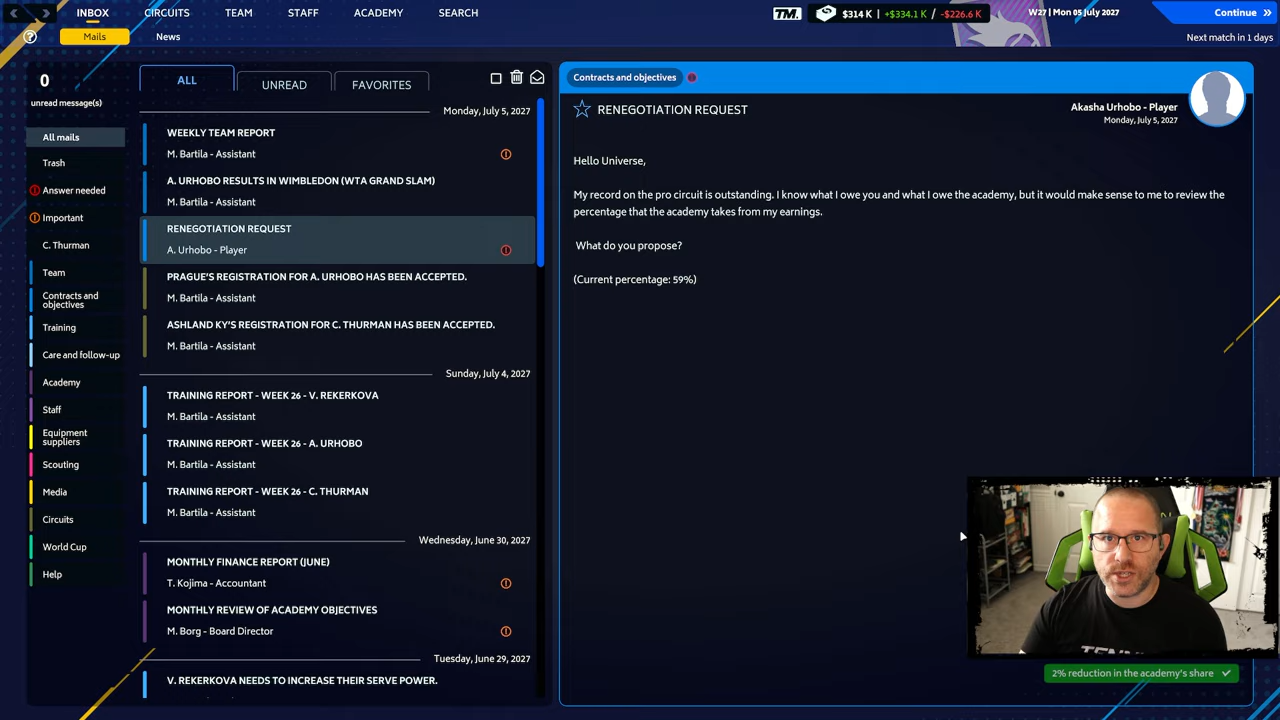 INBOX
CIRCUITS
TEAM
STAFF
ACADEMY
SEARCH
TM.
$314 K | +$334.1 K / -$226.6 K
W27 | Mon 05 July 2027
Continue
Mails
News
Next match in 1 days
0
unread message(s)
All mails
Trash
Answer needed
Important
C. Thurman
Team
Contracts and
objectives
Training
Care and follow-up
Academy
Staff
Equipment
suppliers
Scouting
Media
Circuits
World Cup
Help
ALL
UNREAD
FAVORITES
Monday, July 5, 2027
WEEKLY TEAM REPORT
M. Bartila - Assistant
A. URHOBO RESULTS IN WIMBLEDON (WTA GRAND SLAM)
M. Bartila - Assistant
RENEGOTIATION REQUEST
A. Urhobo - Player
PRAGUE'S REGISTRATION FOR A. URHOBO HAS BEEN ACCEPTED.
M. Bartila - Assistant
ASHLAND KY'S REGISTRATION FOR C. THURMAN HAS BEEN ACCEPTED.
M. Bartila - Assistant
Sunday, July 4, 2027
TRAINING REPORT - WEEK 26 - V. REKERKOVA
M. Bartila - Assistant
TRAINING REPORT - WEEK 26 - A. URHOBO
M. Bartila - Assistant
TRAINING REPORT - WEEK 26 - C. THURMAN
M. Bartila - Assistant
Wednesday, June 30, 2027
MONTHLY FINANCE REPORT (JUNE)
T. Kojima - Accountant
MONTHLY REVIEW OF ACADEMY OBJECTIVES
M. Borg - Board Director
Tuesday, June 29, 2027
V. REKERKOVA NEEDS TO INCREASE THEIR SERVE POWER.
Contracts and objectives
RENEGOTIATION REQUEST
Akasha Urhobo - Player
Monday, July 5, 2027
Hello Universe,
My record on the pro circuit is outstanding. I know what I owe you and what I owe the academy, but it would make sense to me to review the
percentage that the academy takes from my earnings.
What do you propose?
(Current percentage: 59%)
2% reduction in the academy's share